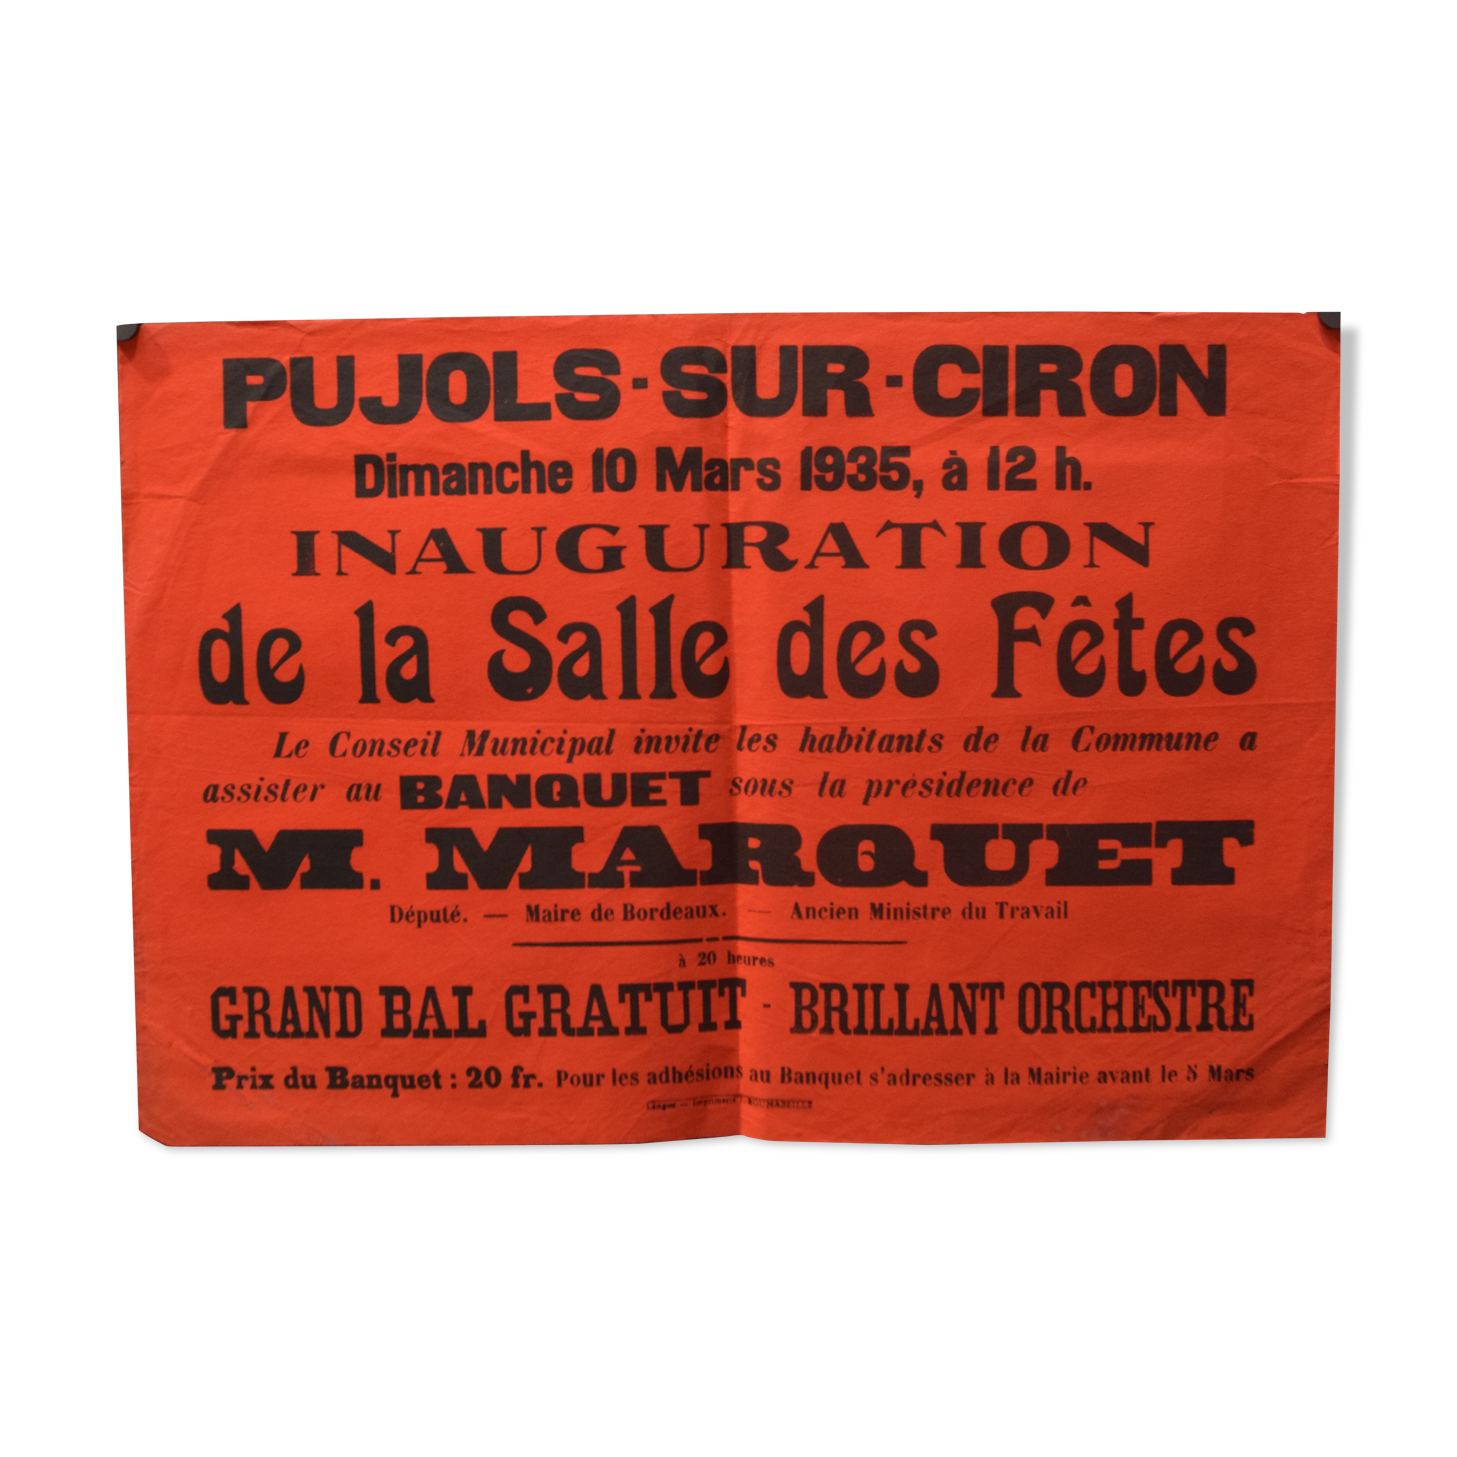 PUJOLS-SUR-CIRON
Dimanche 10 Mars 1935, à 12 h.
INAUGURATION
de la Salle des Fêtes
Le Conseil Municipal invite les habitants de la Commune a
assister au BANQUET sous la présidence de
M. MARQUET
Député. — Maire de Bordeaux. — Ancien Ministre du Travail
à 20 heures
GRAND BAL GRATUIT - BRILLANT ORCHESTRE
Prix du Banquet : 20 fr. Pour les adhésions au Banquet s'adresser à la Mairie avant le Mars
Langon — Imprimerie